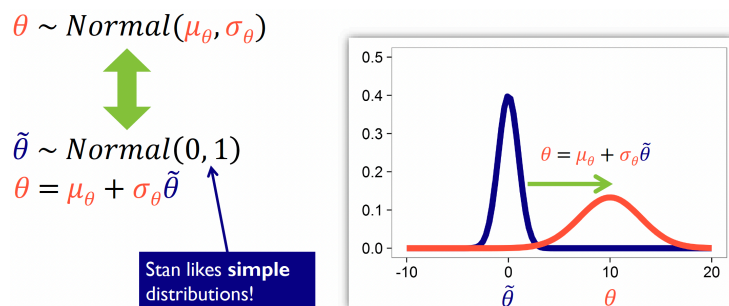 θ ~ Normal(μ_θ, σ_θ)
θ̃ ~ Normal(0, 1)
θ = μ_θ + σ_θθ̃
Stan likes simple
distributions!
0.5
0.4
0.3
0.2
0.1
0.0
θ = μ_θ + σ_θθ̃
-10 0 10 20
θ̃ θ